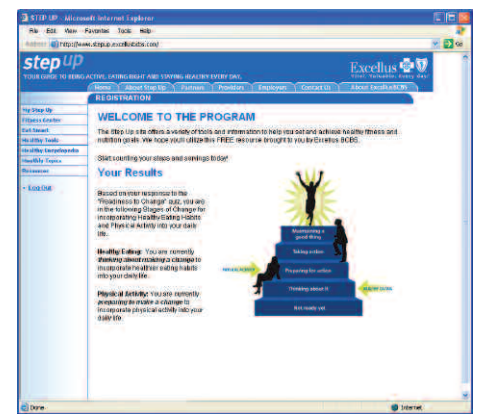 STEP UP - Microsoft Internet Explorer
File Edit View Favorites Tools Help
Address http://www.stepup.excellusbcbs.com/ Go
step up
YOUR GUIDE TO BEING ACTIVE, EATING RIGHT AND STAYING HEALTHY EVERY DAY.
Excellus
Home About Step Up Partners Providers Employers Contact Us About ExcellusBCBS
REGISTRATION
My Step Up
Fitness Center
Eat Smart
Healthy Tools
Healthy Encyclopedia
Healthy Topics
Resources
Log Out
WELCOME TO THE PROGRAM
The Step Up site offers a variety of tools and information to help you set and achieve healthy fitness and
nutrition goals. We hope you'll utilize this FREE resource brought to you by Excellus BCBS.
Start counting your steps and servings today!
Your Results
Based on your response to the
"Readiness to Change" quiz, you are
in the following Stages of Change for
incorporating Healthy Eating Habits
and Physical Activity into your daily
life.
Healthy Eating: You are currently
thinking about making a change to
incorporate healthier eating habits
into your daily life.
Physical Activity: You are currently
preparing to make a change to
incorporate physical activity into your
daily life.
Maintaining a
good thing
Taking action
Preparing for action
Thinking about it
Not ready yet
PHYSICAL ACTIVITY
HEALTHY EATING
Done
Internet